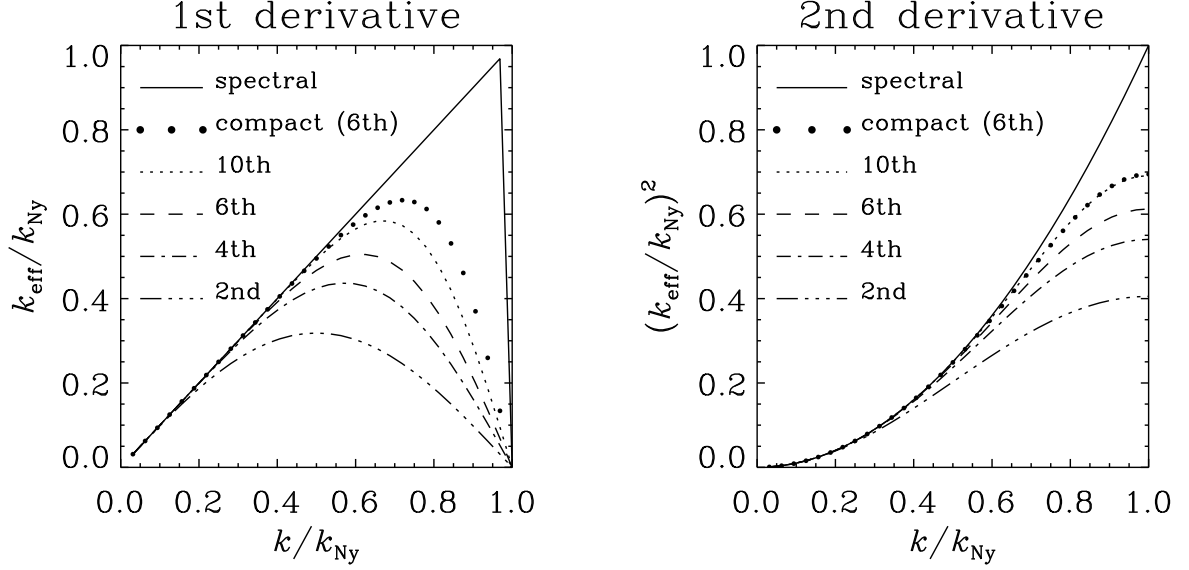 1st derivative
1.0
0.8
0.6
0.4
0.2
0.0
k_eff/k_Ny
spectral
compact (6th)
10th
6th
4th
2nd
0.0 0.2 0.4 0.6 0.8 1.0
k/k_Ny
2nd derivative
1.0
0.8
0.6
0.4
0.2
0.0
(k_eff/k_Ny)^2
spectral
compact (6th)
10th
6th
4th
2nd
0.0 0.2 0.4 0.6 0.8 1.0
k/k_Ny